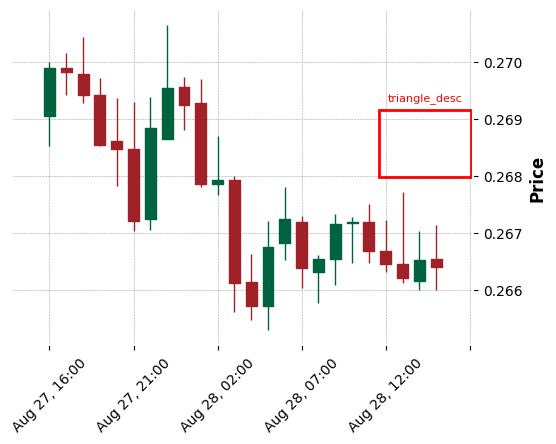 triangle_desc
0.270
0.269
0.268
0.267
0.266
Price
Aug 27, 16:00
Aug 27, 21:00
Aug 28, 02:00
Aug 28, 07:00
Aug 28, 12:00